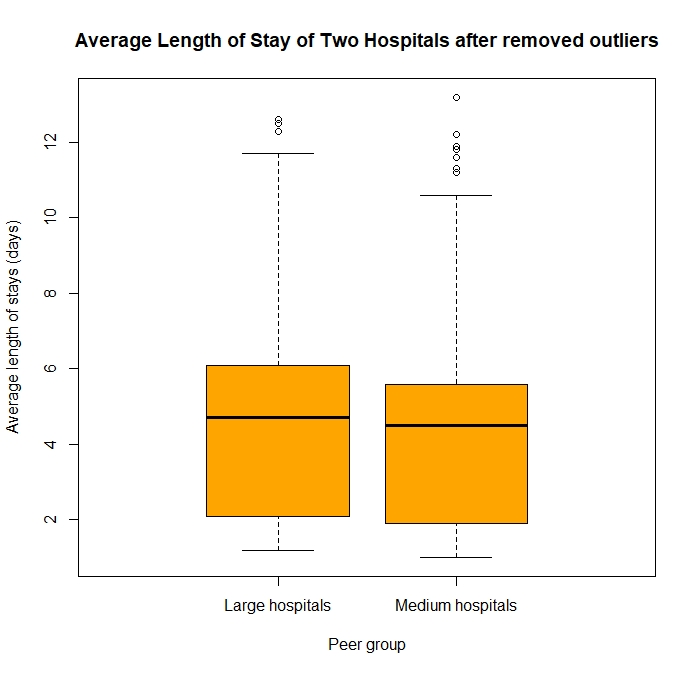 Average Length of Stay of Two Hospitals after removed outliers
Average length of stays (days)
12
10
8
6
4
2
Large hospitals
Medium hospitals
Peer group